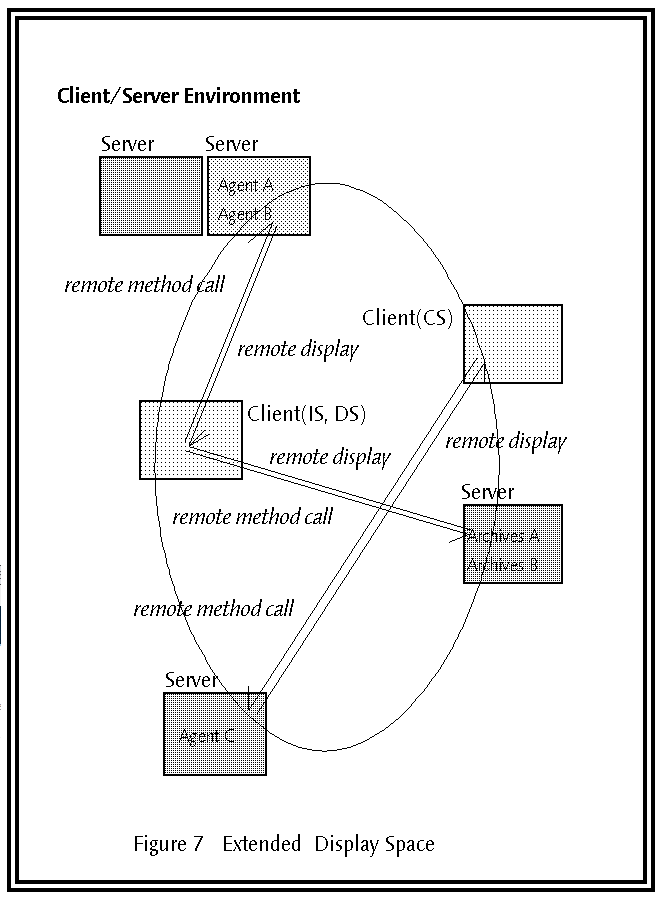 Client/Server Environment
Server
Server
Agent A
Agent B
remote method call
Client(CS)
remote display
Client(IS, DS)
remote display
remote display
Server
remote method call
Archives A
Archives B
remote method call
Server
Agent C
Figure 7 Extended Display Space